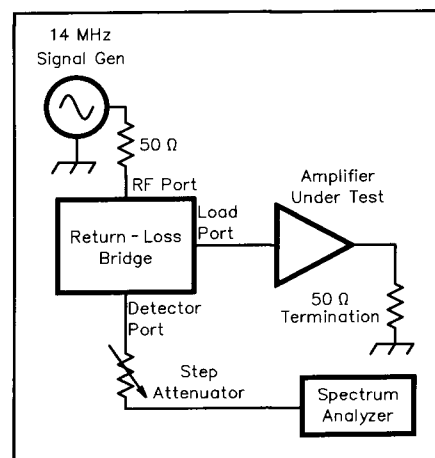 14 MHz
Signal Gen
50 Ω
RF Port
Load
Port
Amplifier
Under Test
Return-Loss
Bridge
50 Ω
Termination
Detector
Port
Step
Attenuator
Spectrum
Analyzer